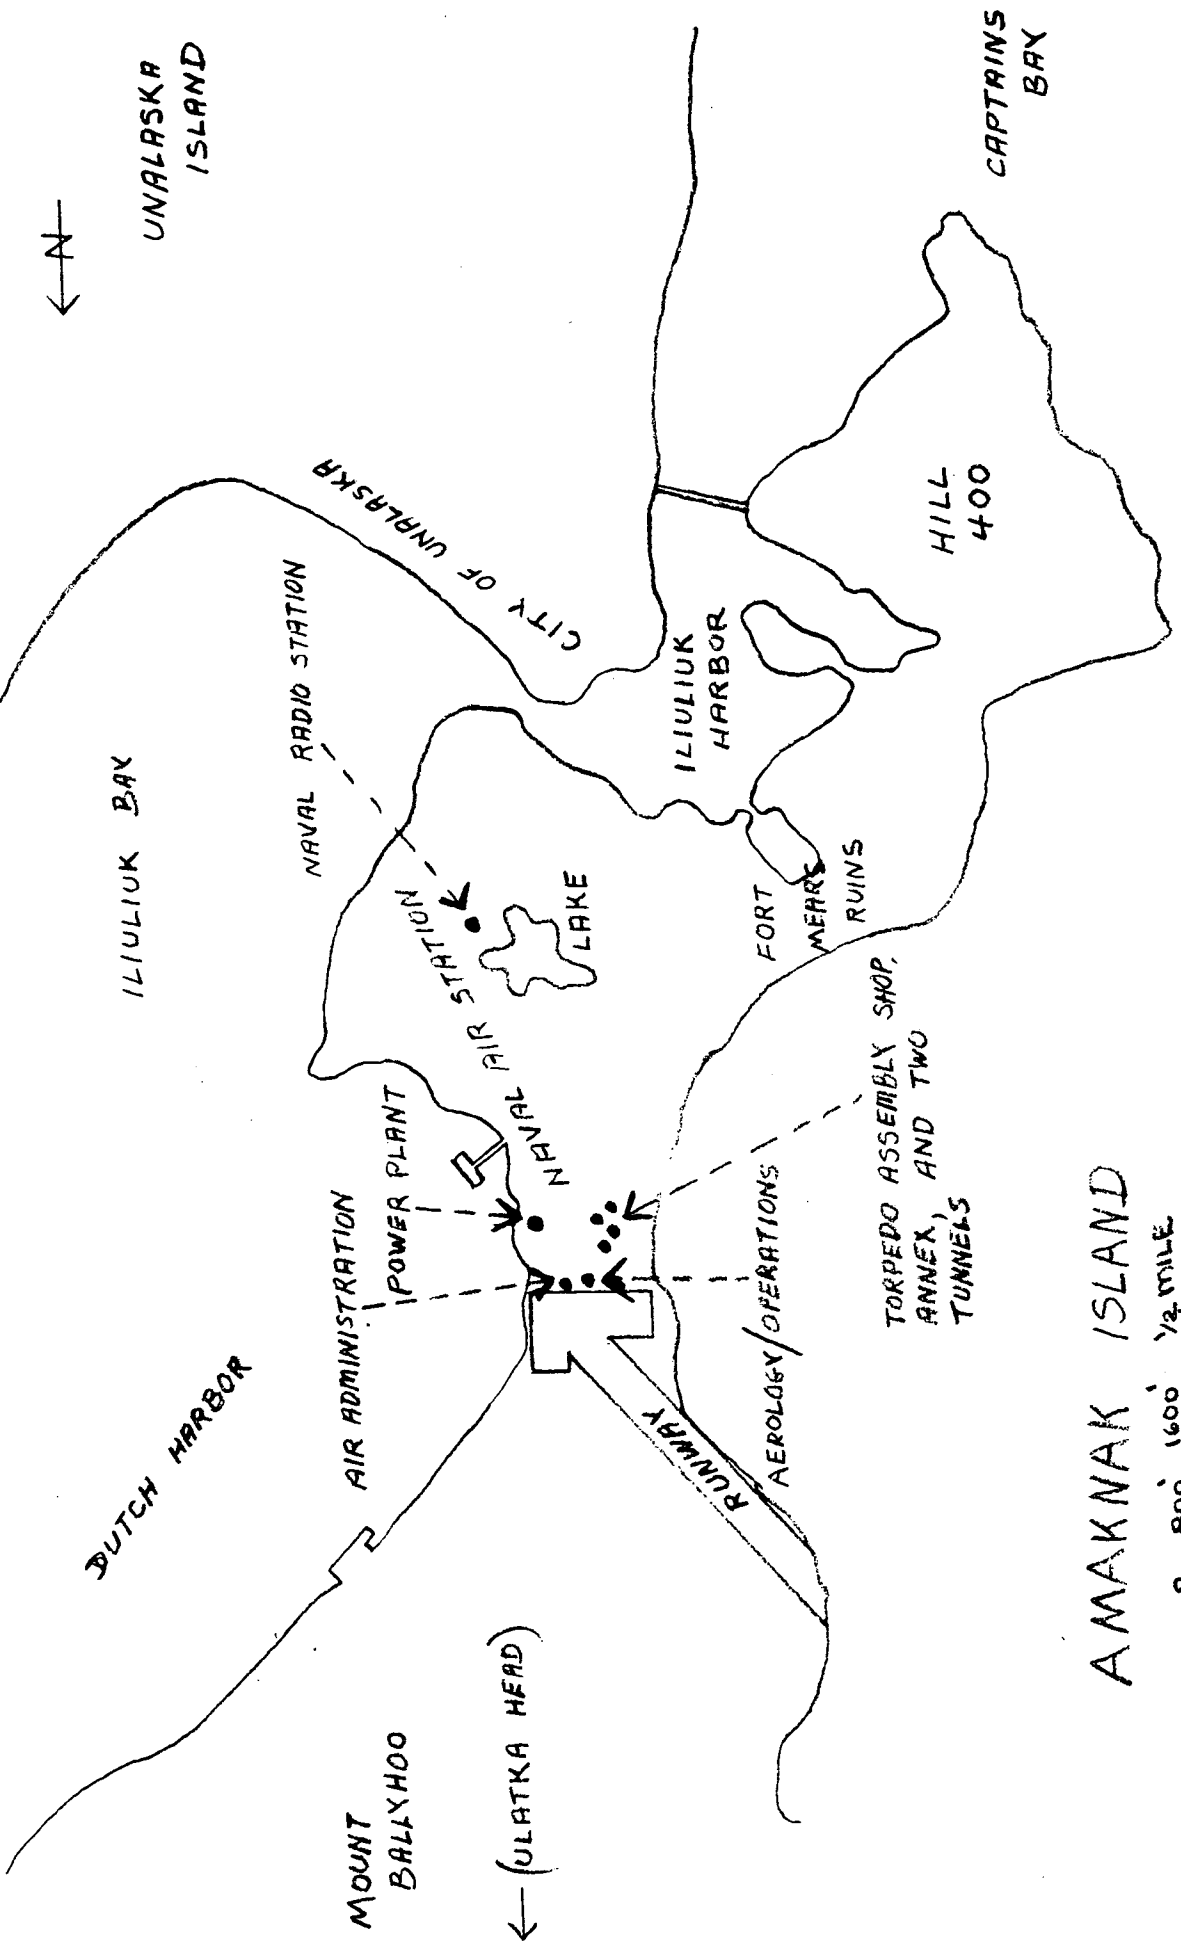 N
UNALASKA
ISLAND
CAPTAINS
BAY
ILIULIUK BAY
NAVAL RADIO STATION
CITY OF UNALASKA
ILIULIUK
HARBOR
HILL
400
DUTCH HARBOR
AIR ADMINISTRATION
POWER PLANT
NAVAL AIR STATION
LAKE
FORT
MEARS
RUINS
MOUNT
BALLYHOO
(ULATKA HEAD)
RUNWAY
AEROLOGY/OPERATIONS
TORPEDO ASSEMBLY SHOP,
ANNEX, AND TWO
TUNNELS
AMAKNAK ISLAND
0 800' 1600' 1/2 MILE